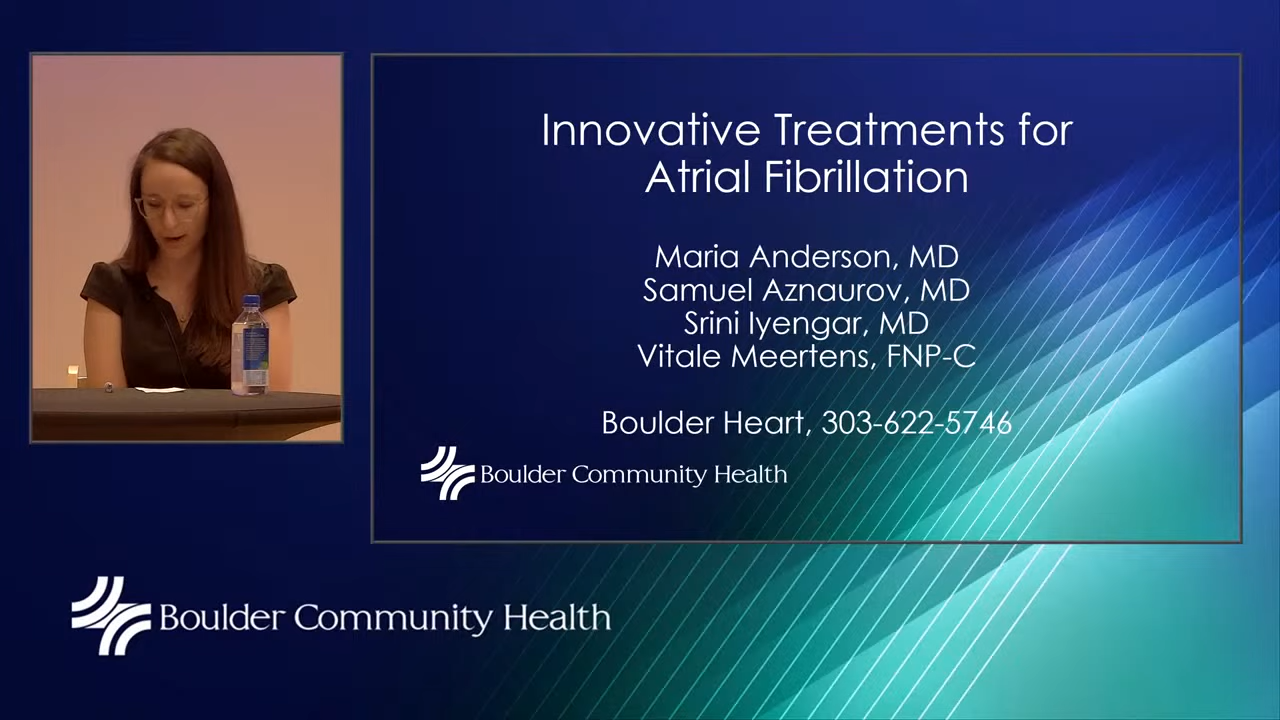 Innovative Treatments for
Atrial Fibrillation
Maria Anderson, MD
Samuel Aznaurov, MD
Srini Iyengar, MD
Vitale Meertens, FNP-C
Boulder Heart, 303-622-5746
Boulder Community Health
Boulder Community Health